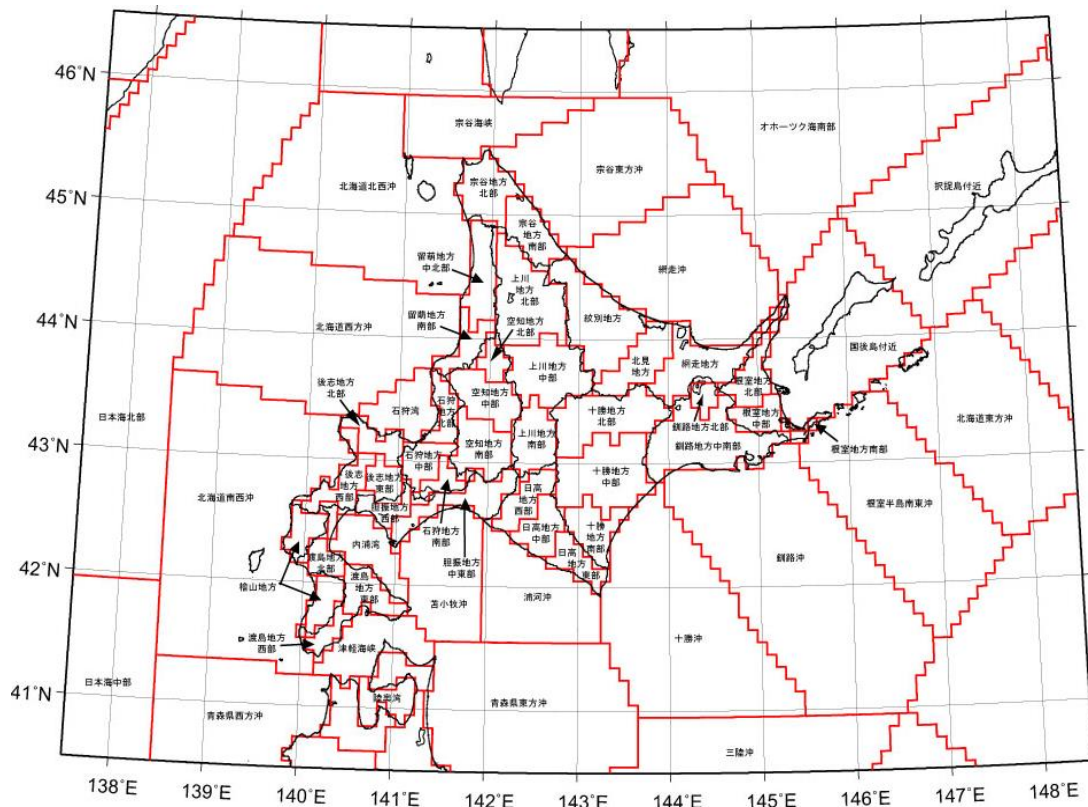 46°N
45°N
44°N
43°N
42°N
41°N
オホーツク海南部
宗谷海峡
宗谷東方沖
北海道北西沖
宗谷地方
北部
択捉島付近
宗谷
地方
南部
留萌地方
中北部
上川
地方
北部
網走沖
留萌地方
南部
空知地方
北部
紋別地方
北海道西方沖
国後島付近
北見
地方
網走地方
上川地方
中部
後志地方
北部
石狩湾
石狩
地方
北部
空知地方
中部
根室地方
北部
日本海北部
十勝地方
北部
根室地方
中部
北海道東方沖
釧路地方北部
上川地方
南部
空知地方
南部
釧路地方中南部
根室地方南部
石狩地方
中部
十勝地方
中部
後志
地方
西部
後志地方
東部
北海道南西沖
日高
地方
西部
根室半島南東沖
胆振地方
西部
石狩地方
南部
日高地方
中部
十勝
地方
南部
内浦湾
渡島地方
北部
胆振地方
中東部
日高
地方
東部
釧路沖
檜山地方
渡島
地方
東部
苫小牧沖
浦河沖
十勝沖
渡島地方
西部
津軽海峡
日本海中部
陸奥湾
青森県西方沖
青森県東方沖
三陸沖
138°E
139°E
140°E
141°E
142°E
143°E
144°E
145°E
146°E
147°E
148°E